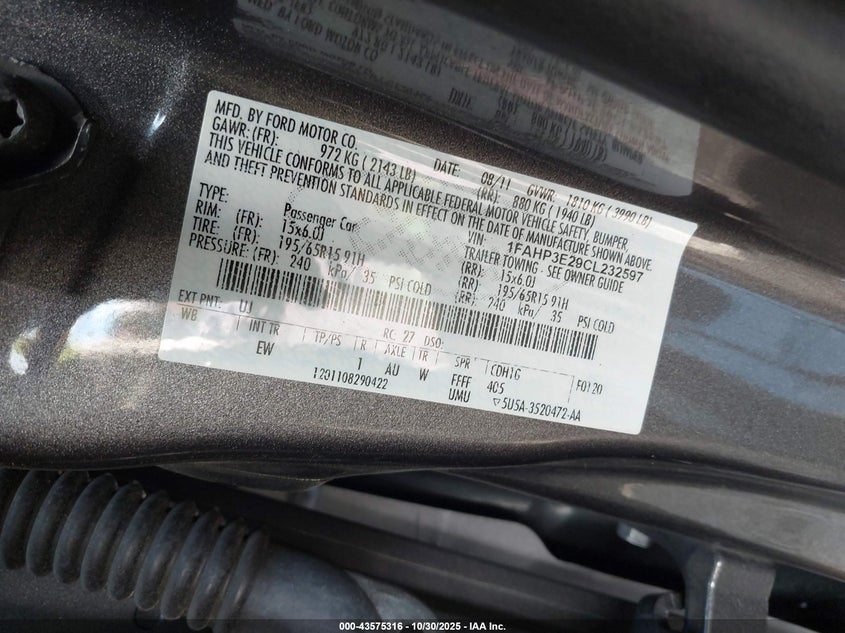 MFD. BY FORD MOTOR CO.
DATE: 08/11 GVWR: 1810 KG ( 3990 LB)
GAWR: (FR): 972 KG ( 2143 LB) (RR): 880 KG ( 1940 LB)
THIS VEHICLE CONFORMS TO ALL APPLICABLE FEDERAL MOTOR VEHICLE SAFETY, BUMPER,
AND THEFT PREVENTION STANDARDS IN EFFECT ON THE DATE OF MANUFACTURE SHOWN ABOVE.
VIN: 1FAHP3E29CL232597
TYPE: Passenger Car TRAILER TOWING - SEE OWNER GUIDE
RIM: (FR): 15x6.0J (RR): 15x6.0J
TIRE: (FR): 195/65R15 91H (RR): 195/65R15 91H
PRESSURE: (FR): 240 kPa/ 35 PSI COLD (RR): 240 kPa/ 35 PSI COLD
EXT PNT: UJ RC: 27 DSO: F0120
WB INT TR TP/PS R AXLE TR SPR CDH1G
EW 1 AU W FFFF 405
UMU
1201108290422 5U5A-3520472-AA
000-43575316 - 10/30/2025 - IAA Inc.